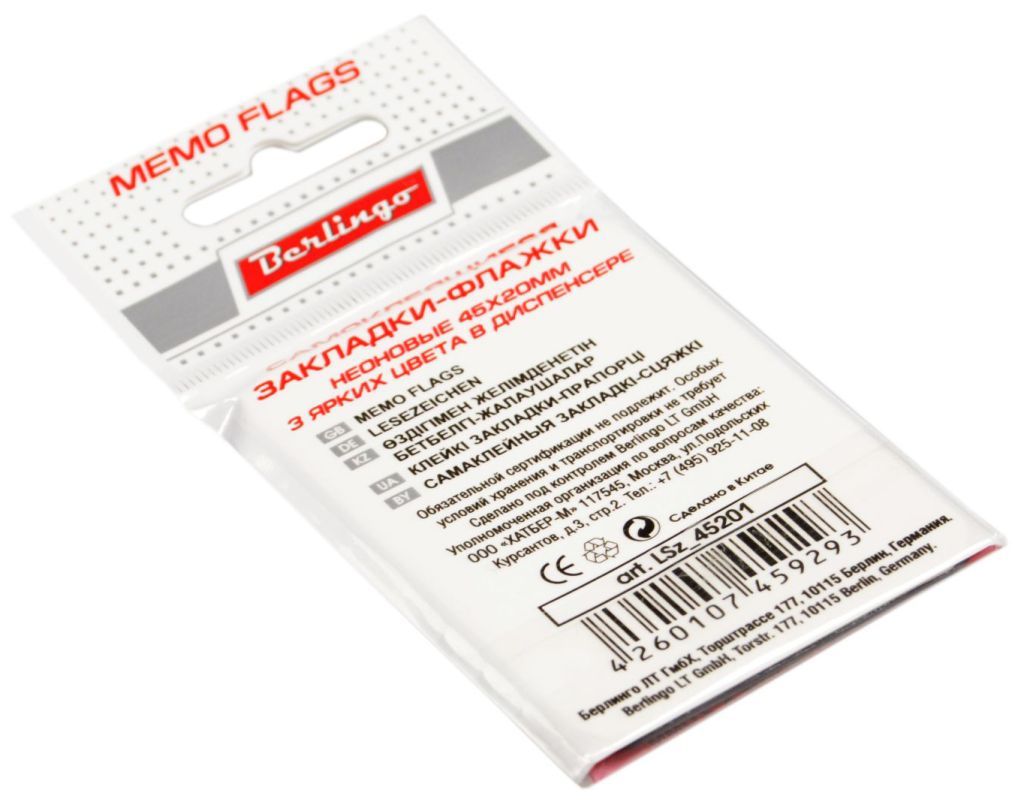 MEMO FLAGS
Berlingo
САМОКЛЕЯЩИЕСЯ
ЗАКЛАДКИ-ФЛАЖКИ
НЕОНОВЫЕ 45Х20ММ
3 ЯРКИХ ЦВЕТА В ДИСПЕНСЕРЕ
GB MEMO FLAGS
DE LESEZEICHEN
KZ ӨЗДІГІМЕН ЖЕЛІМДЕНЕТІН
БЕТБЕЛГІ-ЖАЛАУШАЛАР
UA КЛЕЙКІ ЗАКЛАДКИ-ПРАПОРЦІ
BY САМАКЛЕЙНЫЯ ЗАКЛАДКІ-СЦЯЖКІ
Обязательной сертификации не подлежит. Особых
условий хранения и транспортировки не требует
Сделано под контролем Berlingo LT GmbH
Уполномоченная организация по вопросам качества:
ООО «ХАТБЕР-М» 117545, Москва, ул.Подольских
Курсантов, д.3, стр.2. Тел.: +7 (495) 925-11-08
CE Сделано в Китае
art. LSz_45201
4 260107 459293
Берлинго ЛТ ГмбХ, Торштрассе 177, 10115 Берлин, Германия.
Berlingo LT GmbH, Torstr. 177, 10115 Berlin, Germany.